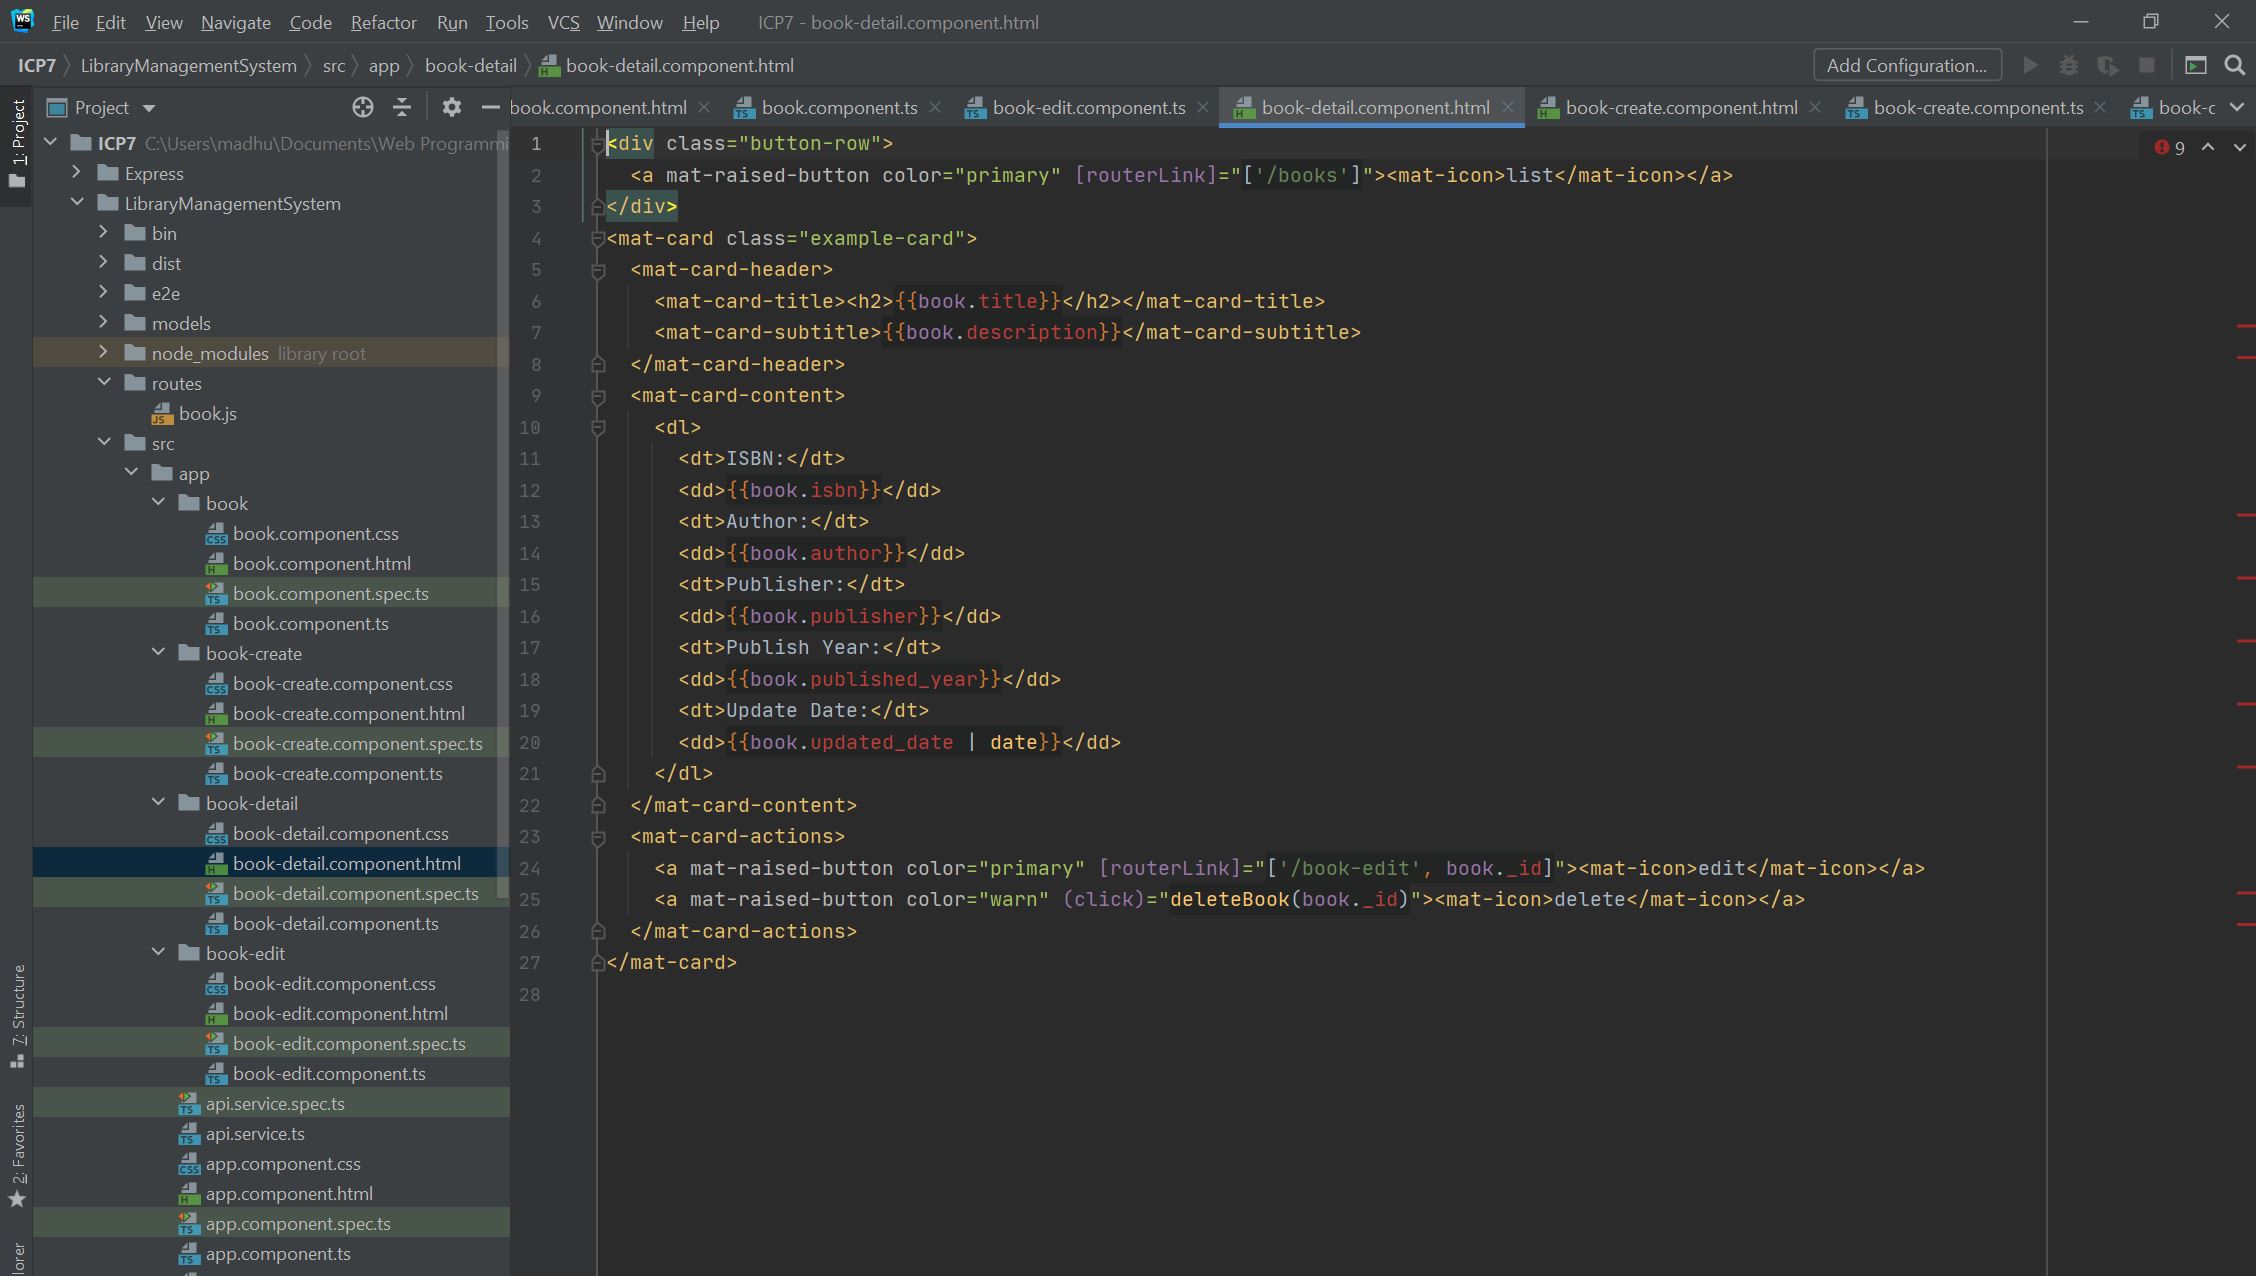 WS File Edit View Navigate Code Refactor Run Tools VCS Window Help ICP7 - book-detail.component.html
ICP7 LibraryManagementSystem src app book-detail book-detail.component.html Add Configuration...
1: Project
Project
book.component.html book.component.ts book-edit.component.ts book-detail.component.html book-create.component.html book-create.component.ts book-c
ICP7 C:\Users\madhu\Documents\Web Programmi
Express
LibraryManagementSystem
bin
dist
e2e
models
node_modules library root
routes
book.js
src
app
book
book.component.css
book.component.html
book.component.spec.ts
book.component.ts
book-create
book-create.component.css
book-create.component.html
book-create.component.spec.ts
book-create.component.ts
book-detail
book-detail.component.css
book-detail.component.html
book-detail.component.spec.ts
book-detail.component.ts
book-edit
book-edit.component.css
book-edit.component.html
book-edit.component.spec.ts
book-edit.component.ts
api.service.spec.ts
api.service.ts
app.component.css
app.component.html
app.component.spec.ts
app.component.ts
7: Structure
2: Favorites
lorer
9
1 <div class="button-row">
2 <a mat-raised-button color="primary" [routerLink]="['/books']"><mat-icon>list</mat-icon></a>
3 </div>
4 <mat-card class="example-card">
5 <mat-card-header>
6 <mat-card-title><h2>{{book.title}}</h2></mat-card-title>
7 <mat-card-subtitle>{{book.description}}</mat-card-subtitle>
8 </mat-card-header>
9 <mat-card-content>
10 <dl>
11 <dt>ISBN:</dt>
12 <dd>{{book.isbn}}</dd>
13 <dt>Author:</dt>
14 <dd>{{book.author}}</dd>
15 <dt>Publisher:</dt>
16 <dd>{{book.publisher}}</dd>
17 <dt>Publish Year:</dt>
18 <dd>{{book.published_year}}</dd>
19 <dt>Update Date:</dt>
20 <dd>{{book.updated_date | date}}</dd>
21 </dl>
22 </mat-card-content>
23 <mat-card-actions>
24 <a mat-raised-button color="primary" [routerLink]="['/book-edit', book._id]"><mat-icon>edit</mat-icon></a>
25 <a mat-raised-button color="warn" (click)="deleteBook(book._id)"><mat-icon>delete</mat-icon></a>
26 </mat-card-actions>
27 </mat-card>
28